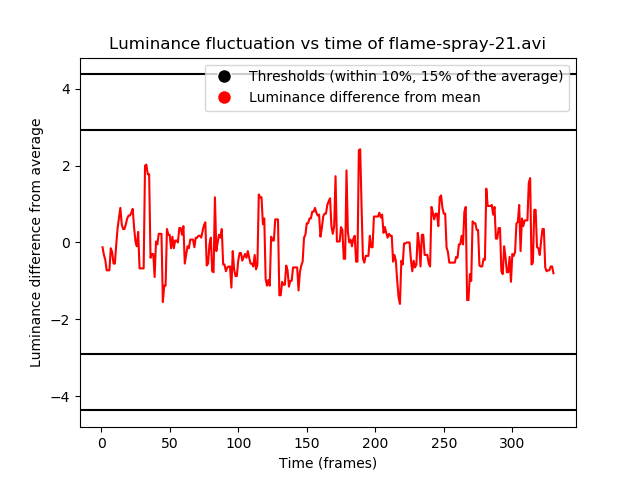 Luminance fluctuation vs time of flame-spray-21.avi
Thresholds (within 10%, 15% of the average)
Luminance difference from mean
Luminance difference from average
4
2
0
−2
−4
0 50 100 150 200 250 300
Time (frames)